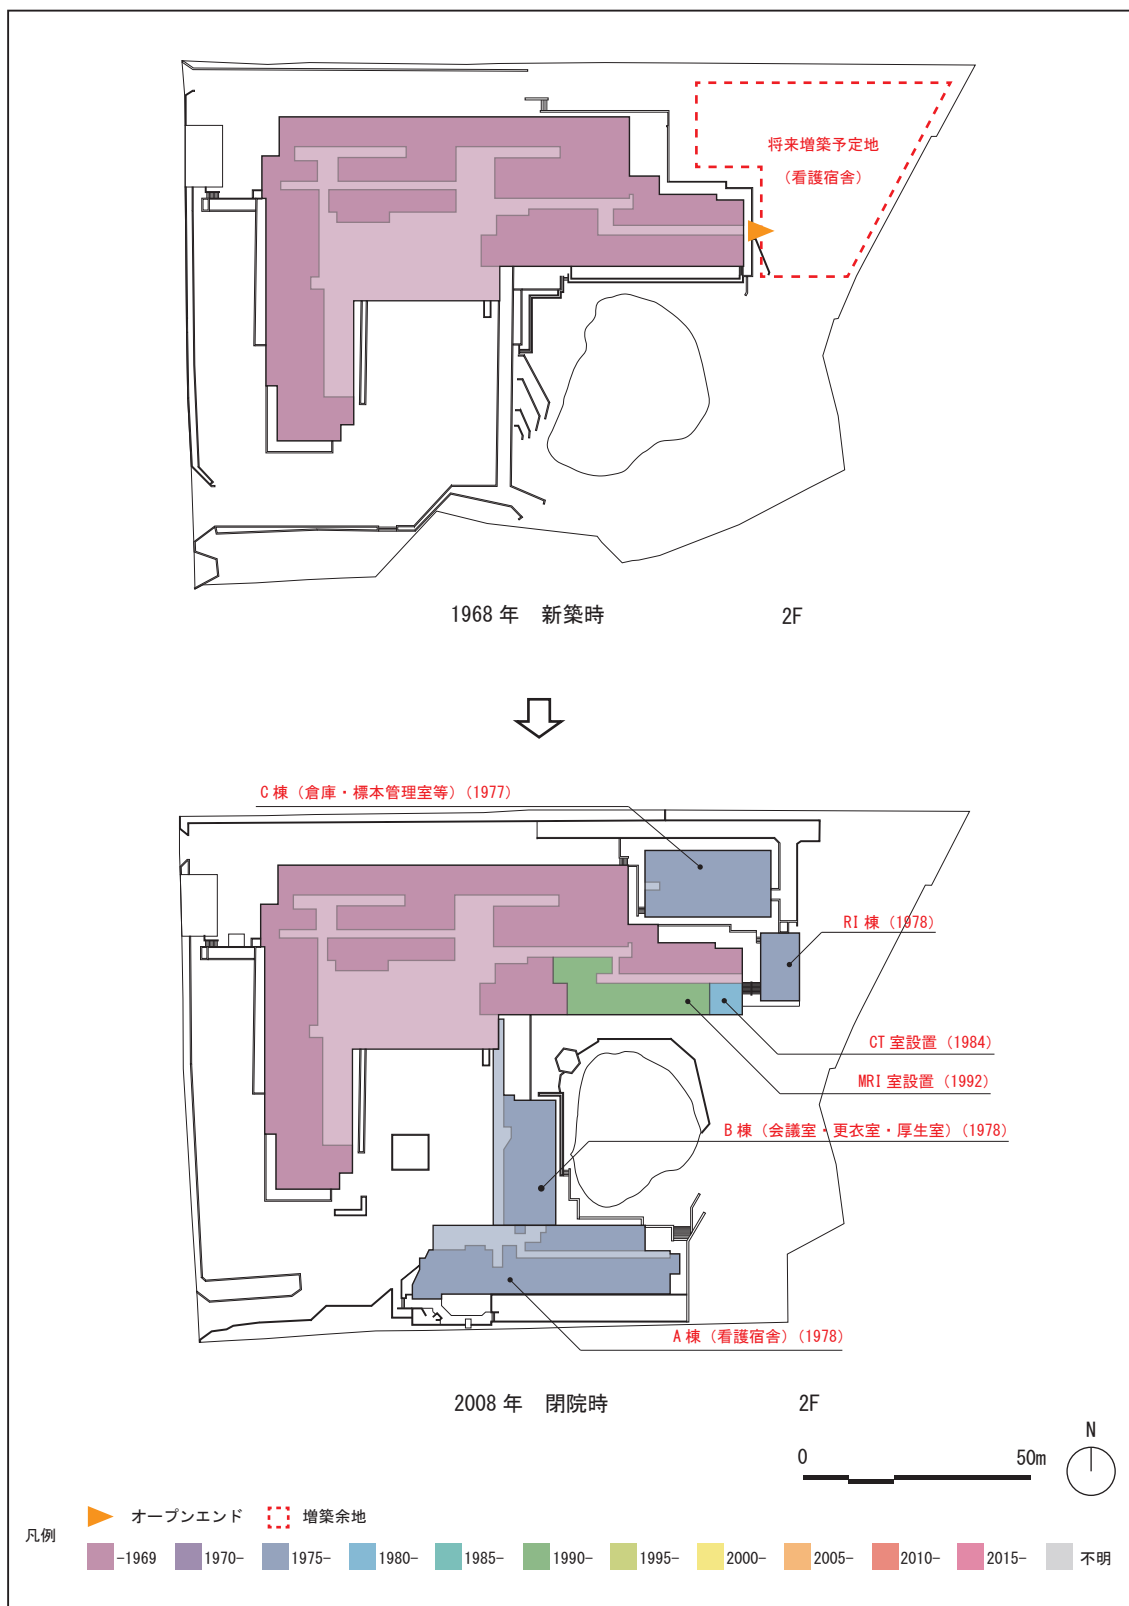 将来増築予定地
（看護宿舎）
1968 年　新築時
2F
C 棟（倉庫・標本管理室等）（1977）
RI 棟（1978）
CT 室設置（1984）
MRI 室設置（1992）
B 棟（会議室・更衣室・厚生室）（1978）
A 棟（看護宿舎）（1978）
2008 年　閉院時
2F
0
50m
N
凡例
オープンエンド
増築余地
-1969
1970-
1975-
1980-
1985-
1990-
1995-
2000-
2005-
2010-
2015-
不明